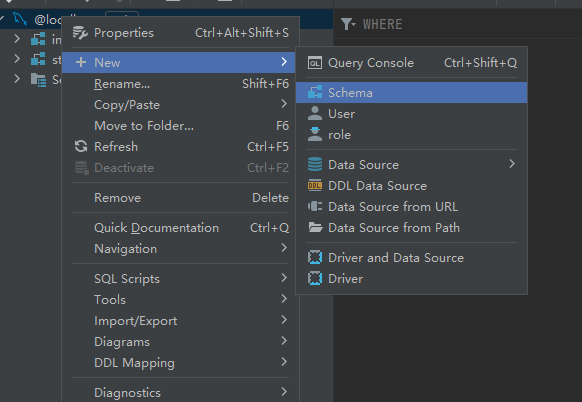 @loc
in
st
Se
Properties Ctrl+Alt+Shift+S
New
Rename... Shift+F6
Copy/Paste
Move to Folder... F6
Refresh Ctrl+F5
Deactivate Ctrl+F2
Remove Delete
Quick Documentation Ctrl+Q
Navigation
SQL Scripts
Tools
Import/Export
Diagrams
DDL Mapping
Diagnostics
WHERE
QL Query Console Ctrl+Shift+Q
Schema
User
role
Data Source
DDL DDL Data Source
Data Source from URL
Data Source from Path
Driver and Data Source
Driver